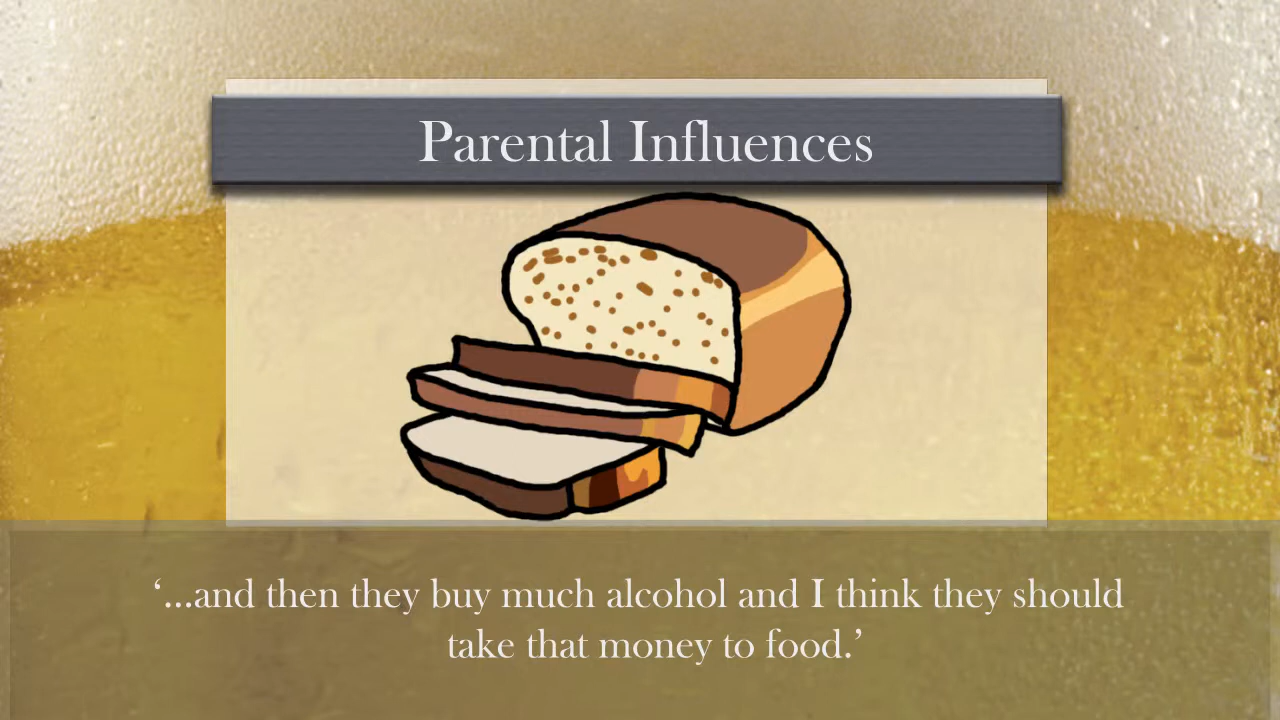 Parental Influences
‘...and then they buy much alcohol and I think they should
take that money to food.’